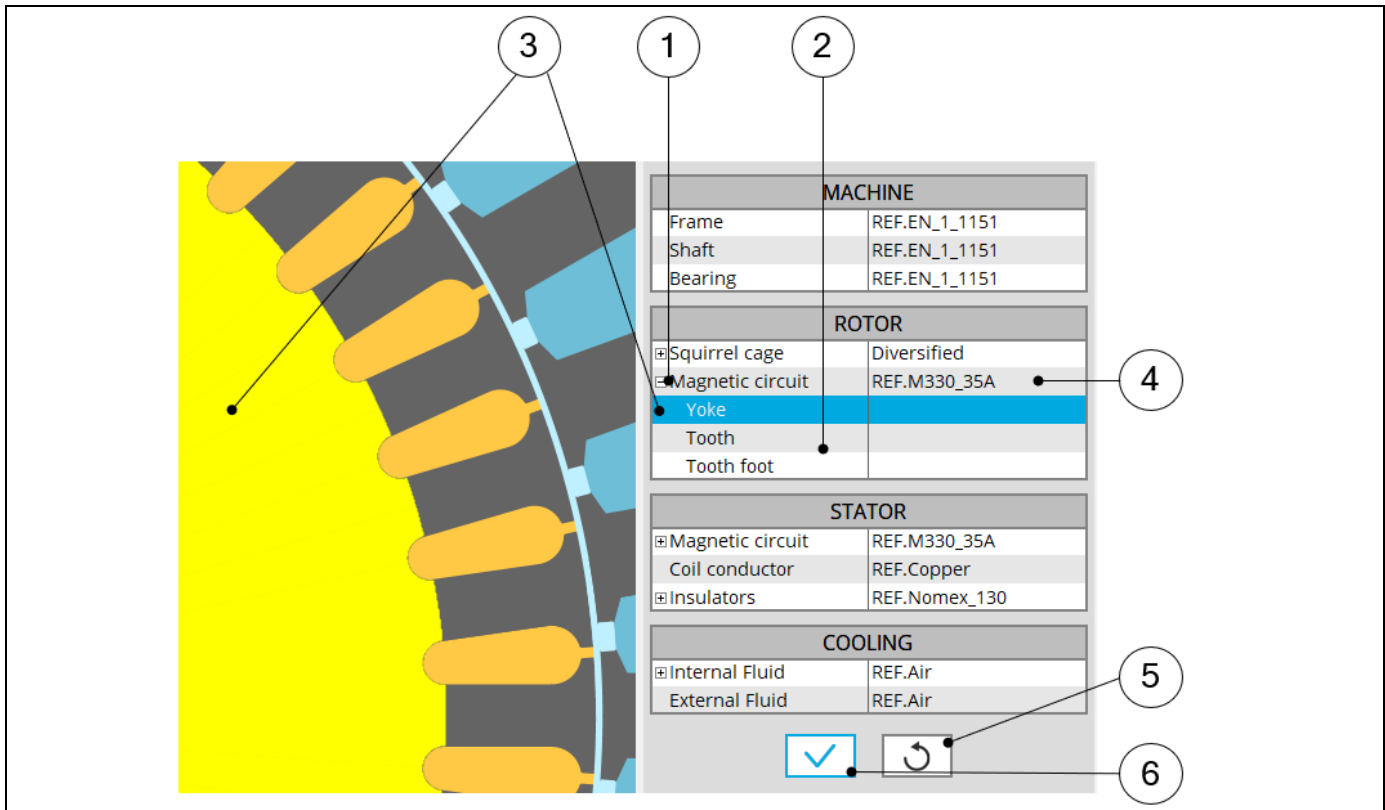 3 1 2
MACHINE
Frame REF.EN_1_1151
Shaft REF.EN_1_1151
Bearing REF.EN_1_1151
ROTOR
Squirrel cage Diversified
Magnetic circuit REF.M330_35A
4
Yoke
Tooth
Tooth foot
STATOR
Magnetic circuit REF.M330_35A
Coil conductor REF.Copper
Insulators REF.Nomex_130
COOLING
Internal Fluid REF.Air
5
External Fluid REF.Air
6